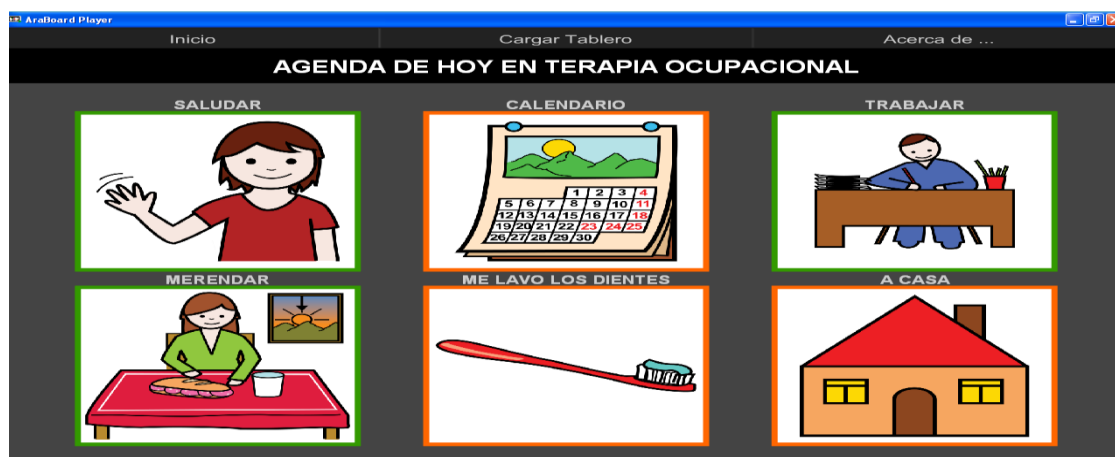 AraBoard Player
Inicio Cargar Tablero Acerca de ...
AGENDA DE HOY EN TERAPIA OCUPACIONAL
SALUDAR CALENDARIO TRABAJAR
1 2 3 4
5 6 7 8 9 10 11
12 13 14 15 16 17 18
19 20 21 22 23 24 25
26 27 28 29 30
MERENDAR ME LAVO LOS DIENTES A CASA